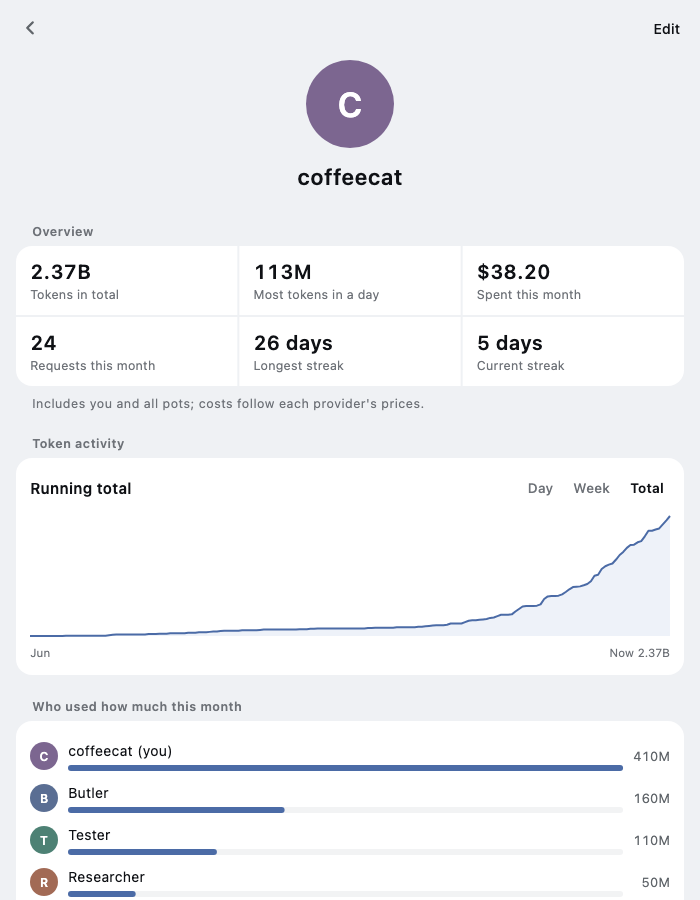 Edit
C
coffeecat
Overview
2.37B
Tokens in total
113M
Most tokens in a day
$38.20
Spent this month
24
Requests this month
26 days
Longest streak
5 days
Current streak
Includes you and all pots; costs follow each provider's prices.
Token activity
Running total
Day Week Total
Jun
Now 2.37B
Who used how much this month
C
coffeecat (you)
410M
B
Butler
160M
T
Tester
110M
R
Researcher
50M